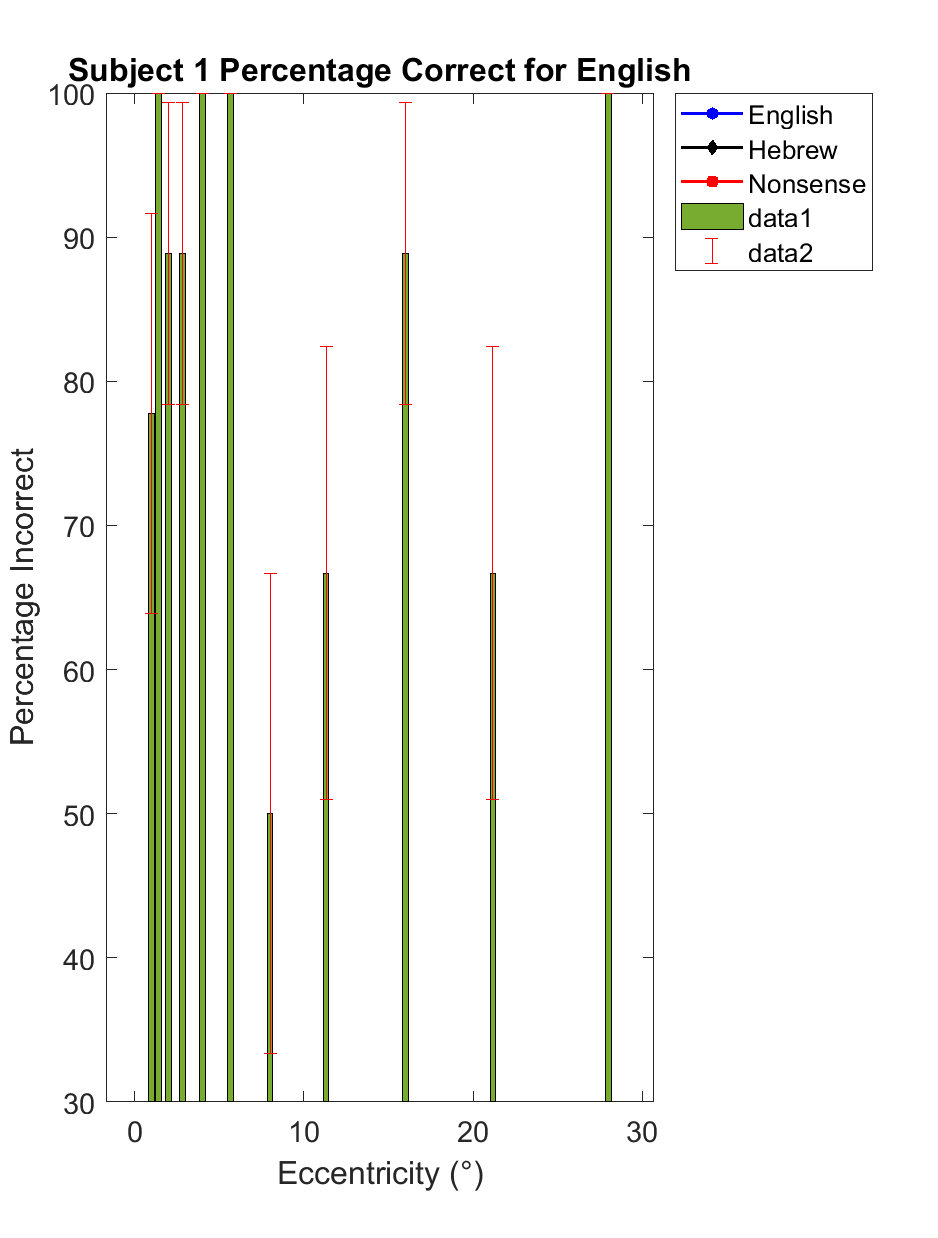 Subject 1 Percentage Correct for English
100
90
80
70
60
50
40
30
Percentage Incorrect
0 10 20 30
Eccentricity (°)
English
Hebrew
Nonsense
data1
data2